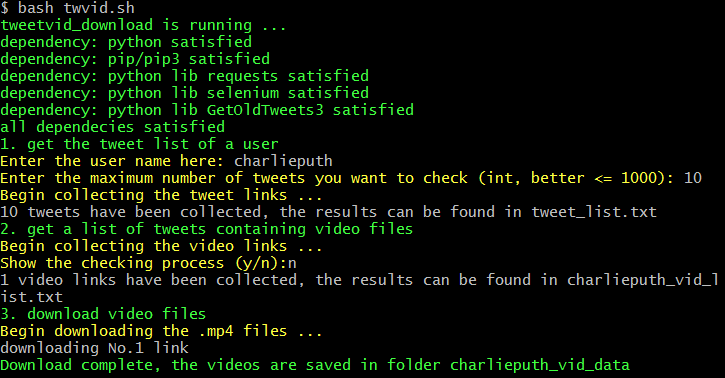 $ bash twvid.sh
tweetvid_download is running ...
dependency: python satisfied
dependency: pip/pip3 satisfied
dependency: python lib requests satisfied
dependency: python lib selenium satisfied
dependency: python lib GetOldTweets3 satisfied
all dependecies satisfied
1. get the tweet list of a user
Enter the user name here: charlieputh
Enter the maximum number of tweets you want to check (int, better <= 1000): 10
Begin collecting the tweet links ...
10 tweets have been collected, the results can be found in tweet_list.txt
2. get a list of tweets containing video files
Begin collecting the video links ...
Show the checking process (y/n):n
1 video links have been collected, the results can be found in charlieputh_vid_l
ist.txt
3. download video files
Begin downloading the .mp4 files ...
downloading No.1 link
Download complete, the videos are saved in folder charlieputh_vid_data